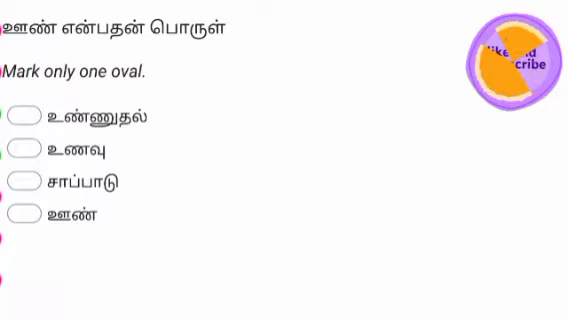 ஊண் என்பதன் பொருள்
Mark only one oval.
உண்ணுதல்
உணவு
சாப்பாடு
ஊண்